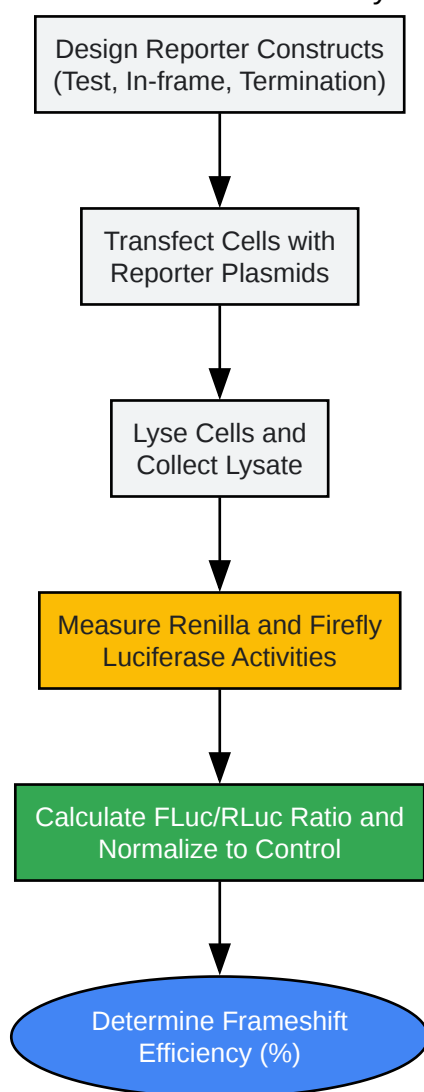 Design Reporter Constructs
(Test, In-frame, Termination)
Transfect Cells with
Reporter Plasmids
Lyse Cells and
Collect Lysate
Measure Renilla and Firefly
Luciferase Activities
Calculate FLuc/RLuc Ratio and
Normalize to Control
Determine Frameshift
Efficiency (%)